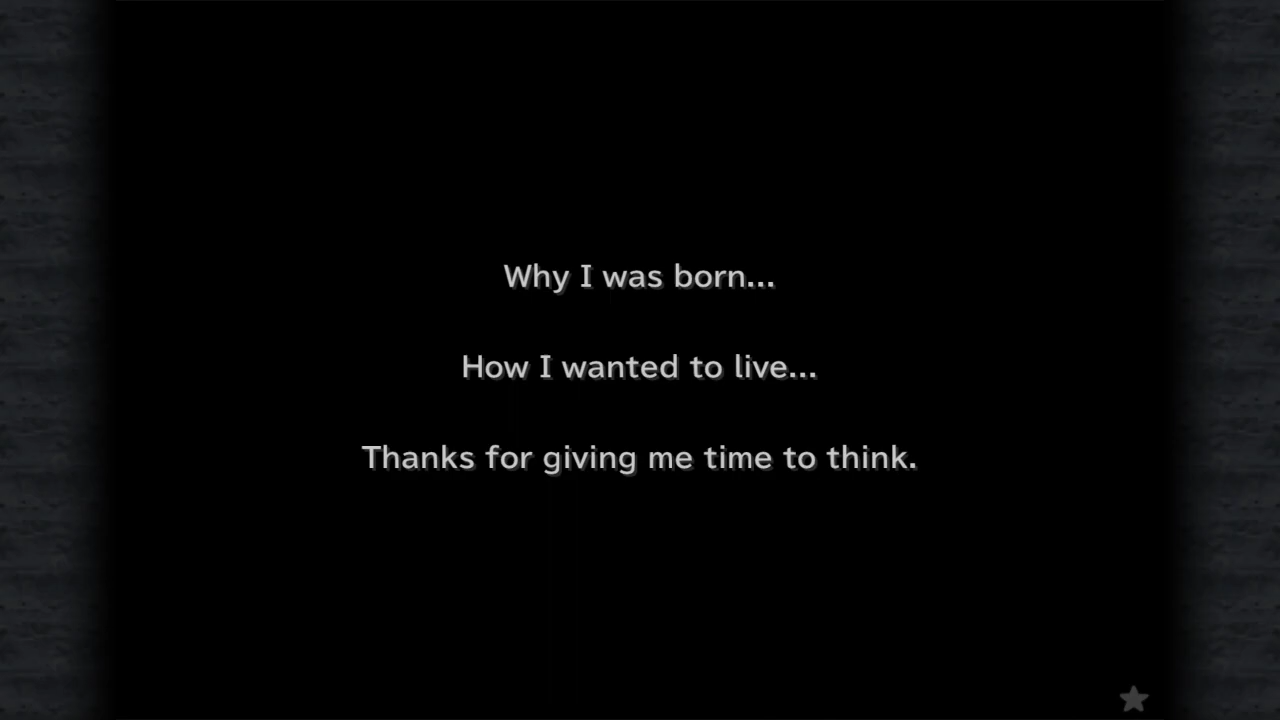 Why I was born...
How I wanted to live...
Thanks for giving me time to think.